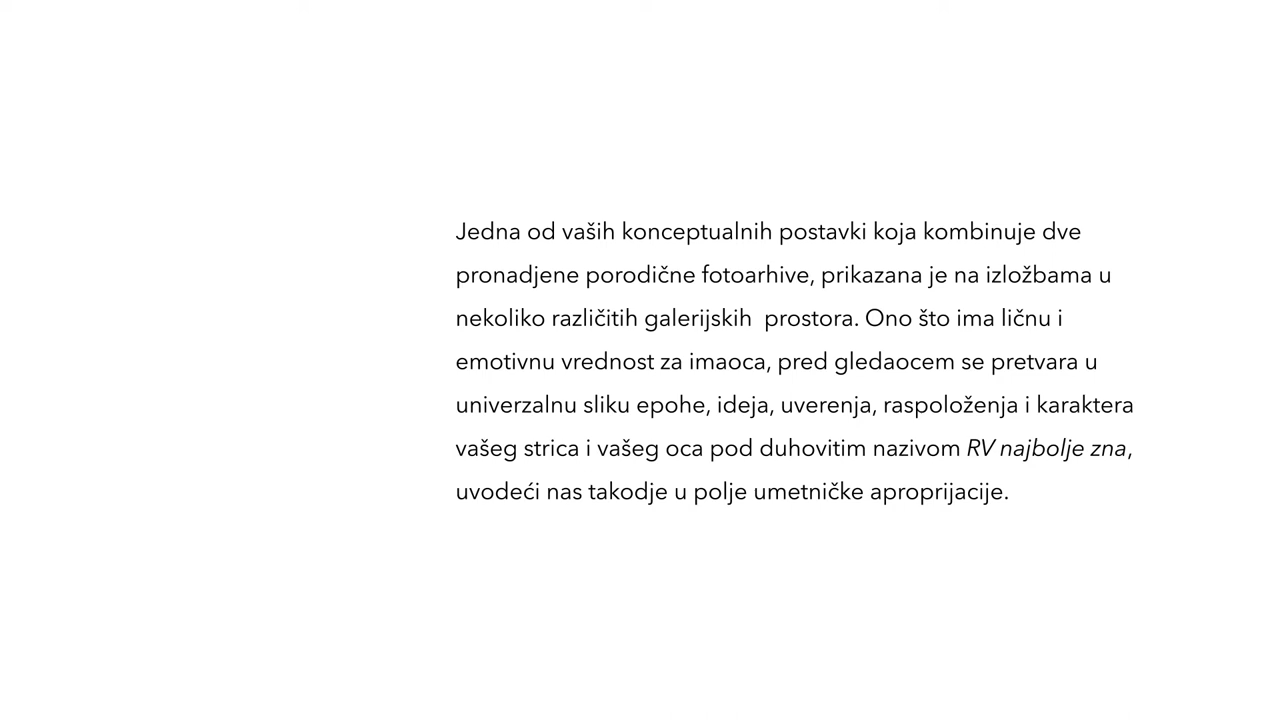 Jedna od vaših konceptualnih postavki koja kombinuje dve
pronadjene porodične fotoarhive, prikazana je na izložbama u
nekoliko različitih galerijskih  prostora. Ono što ima ličnu i
emotivnu vrednost za imaoca, pred gledaocem se pretvara u
univerzalnu sliku epohe, ideja, uverenja, raspoloženja i karaktera
vašeg strica i vašeg oca pod duhovitim nazivom RV najbolje zna,
uvodeći nas takodje u polje umetničke aproprijacije.